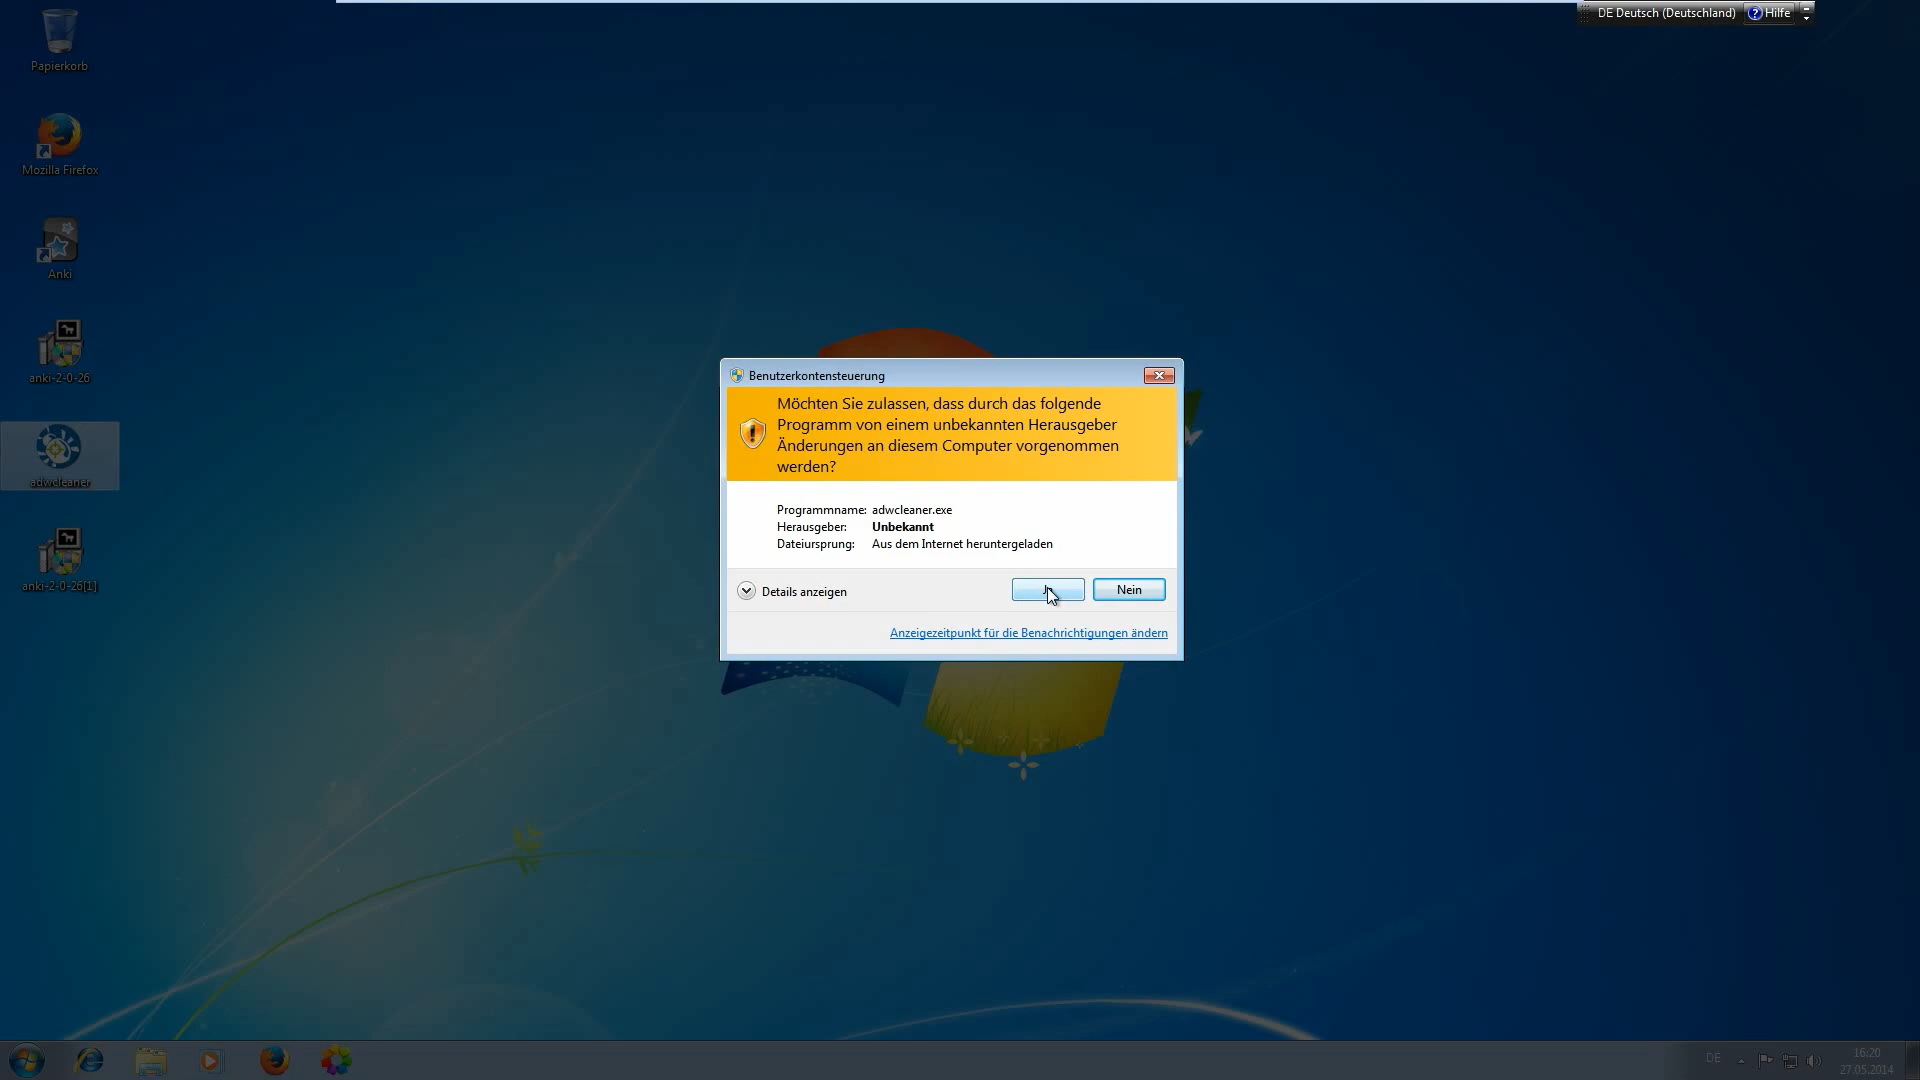 DE Deutsch (Deutschland) Hilfe
Papierkorb
Mozilla Firefox
Anki
anki-2-0-26
adwcleaner
anki-2-0-26[1]
Benutzerkontensteuerung
Möchten Sie zulassen, dass durch das folgende
Programm von einem unbekannten Herausgeber
Änderungen an diesem Computer vorgenommen
werden?
Programmname: adwcleaner.exe
Herausgeber: Unbekannt
Dateiursprung: Aus dem Internet heruntergeladen
Details anzeigen
Nein
Anzeigezeitpunkt für die Benachrichtigungen ändern
DE
16:20
27.05.2014